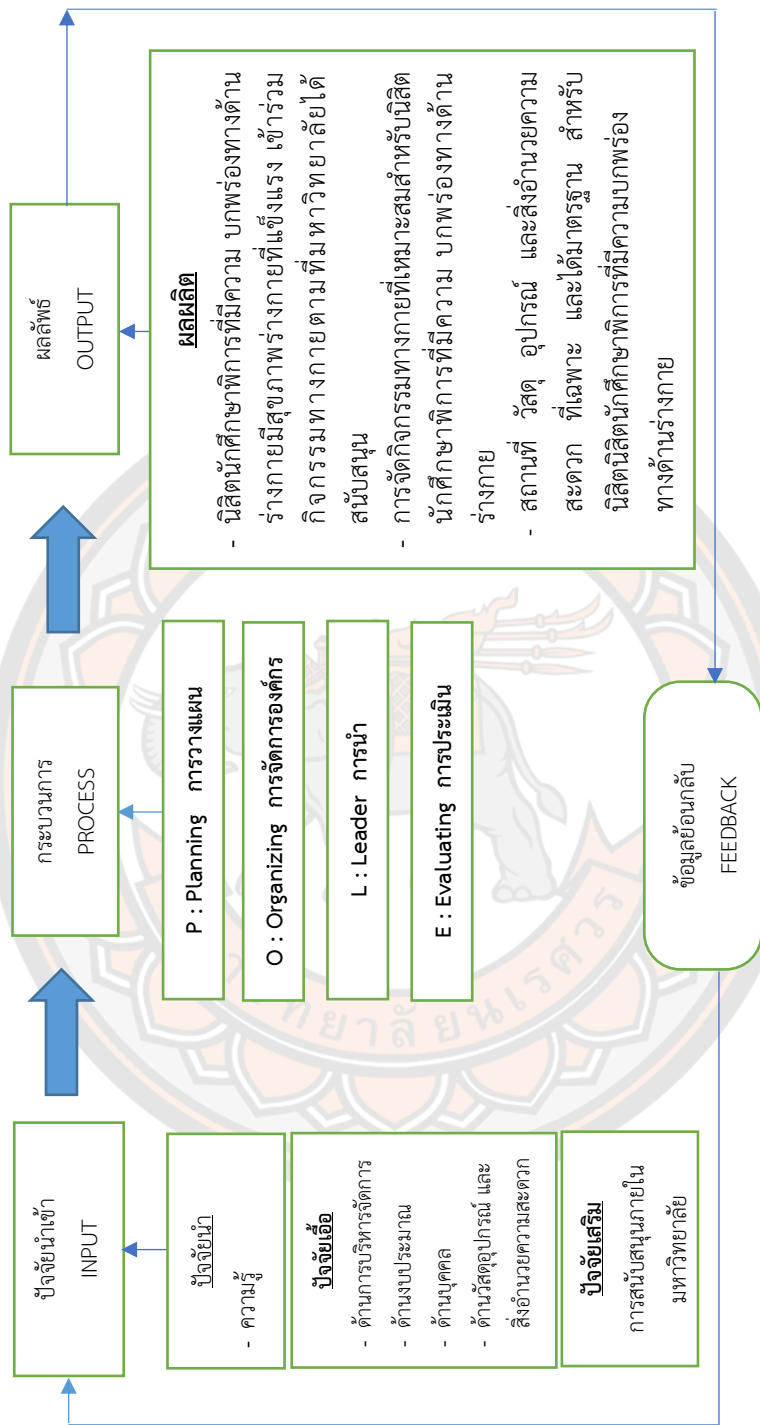 ปัจจัยนำเข้า
INPUT
ปัจจัยนำ
- ความรู้
ปัจจัยเอื้อ
- ด้านการบริหารจัดการ
- ด้านงบประมาณ
- ด้านบุคคล
- ด้านวัสดุอุปกรณ์ และ
สิ่งอำนวยความสะดวก
ปัจจัยเสริม
การสนับสนุนภายใน
มหาวิทยาลัย
กระบวนการ
PROCESS
P : Planning การวางแผน
O : Organizing การจัดการองค์กร
L : Leader การนำ
E : Evaluating การประเมิน
ผลลัพธ์
OUTPUT
ผลผลิต
- นิสิตนักศึกษาพิการที่มีความ บกพร่องทางด้าน
ร่างกายมีสุขภาพร่างกายที่แข็งแรง เข้าร่วม
กิจกรรมทางกายตามที่มหาวิทยาลัยได้
สนับสนุน
- การจัดกิจกรรมทางกายที่เหมาะสมสำหรับนิสิต
นักศึกษาพิการที่มีความ บกพร่องทางด้าน
ร่างกาย
- สถานที่ วัสดุ อุปกรณ์ และสิ่งอำนวยความ
สะดวก ที่เฉพาะ และได้มาตรฐาน สำหรับ
นิสิตนิสิตนักศึกษาพิการที่มีความบกพร่อง
ทางด้านร่างกาย
ข้อมูลย้อนกลับ
FEEDBACK
วิทยาลัยนเรศวร